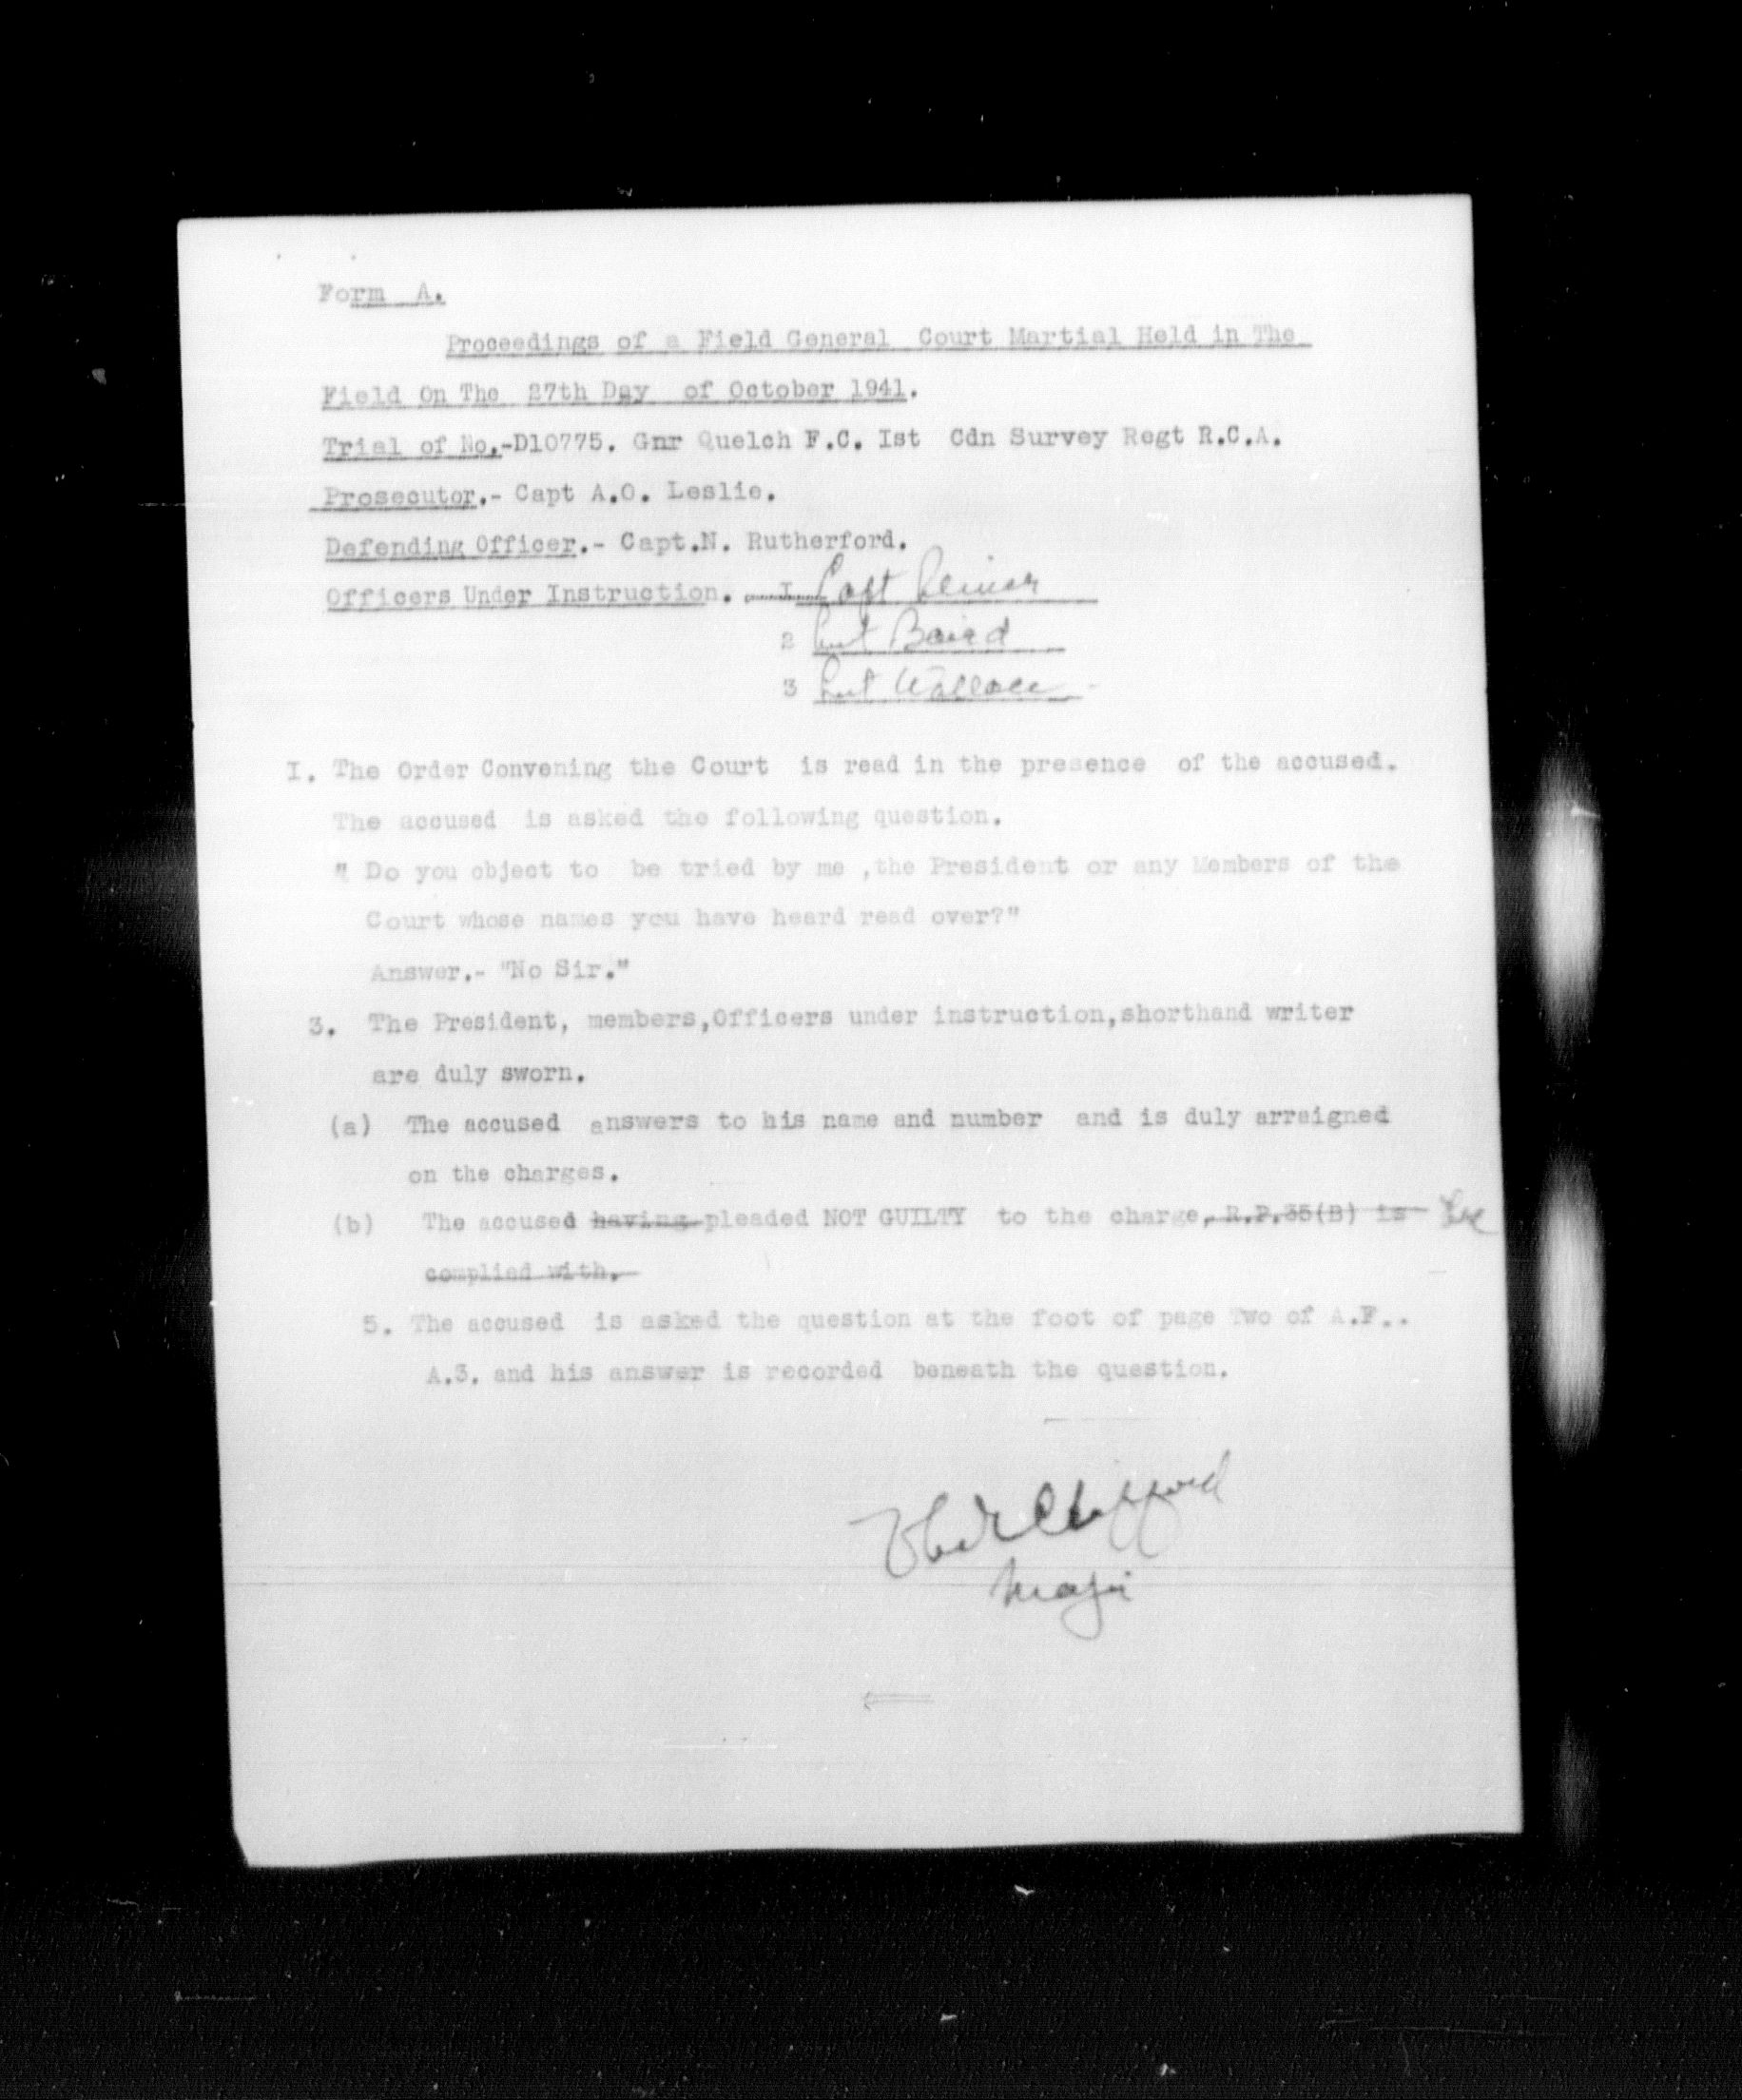 Form A.
Proceedings of a Field General Court Martial Held in The
Field On The 27th Day of October 1941.
Trial of No.-D10775. Gnr Quelch F.C. Ist Cdn Survey Regt R.C.A.
Prosecutor.- Capt A.O. Leslie.
Defending Officer.- Capt.N. Rutherford.
Officers Under Instruction. 1 Capt
2 Lieut Baird
3 Lieut Wallace
I. The Order Convening the Court is read in the presence of the accused.
The accused is asked the following question.
" Do you object to be tried by me ,the President or any Members of the
Court whose names you have heard read over?"
Answer.- "No Sir."
3. The President, members,Officers under instruction,shorthand writer
are duly sworn.
(a) The accused answers to his name and number and is duly arraigned
on the charges.
(b) The accused having pleaded NOT GUILTY to the charge, R.P.35(B) is
complied with.
5. The accused is asked the question at the foot of page Two of A.F..
A.3. and his answer is recorded beneath the question.
Major